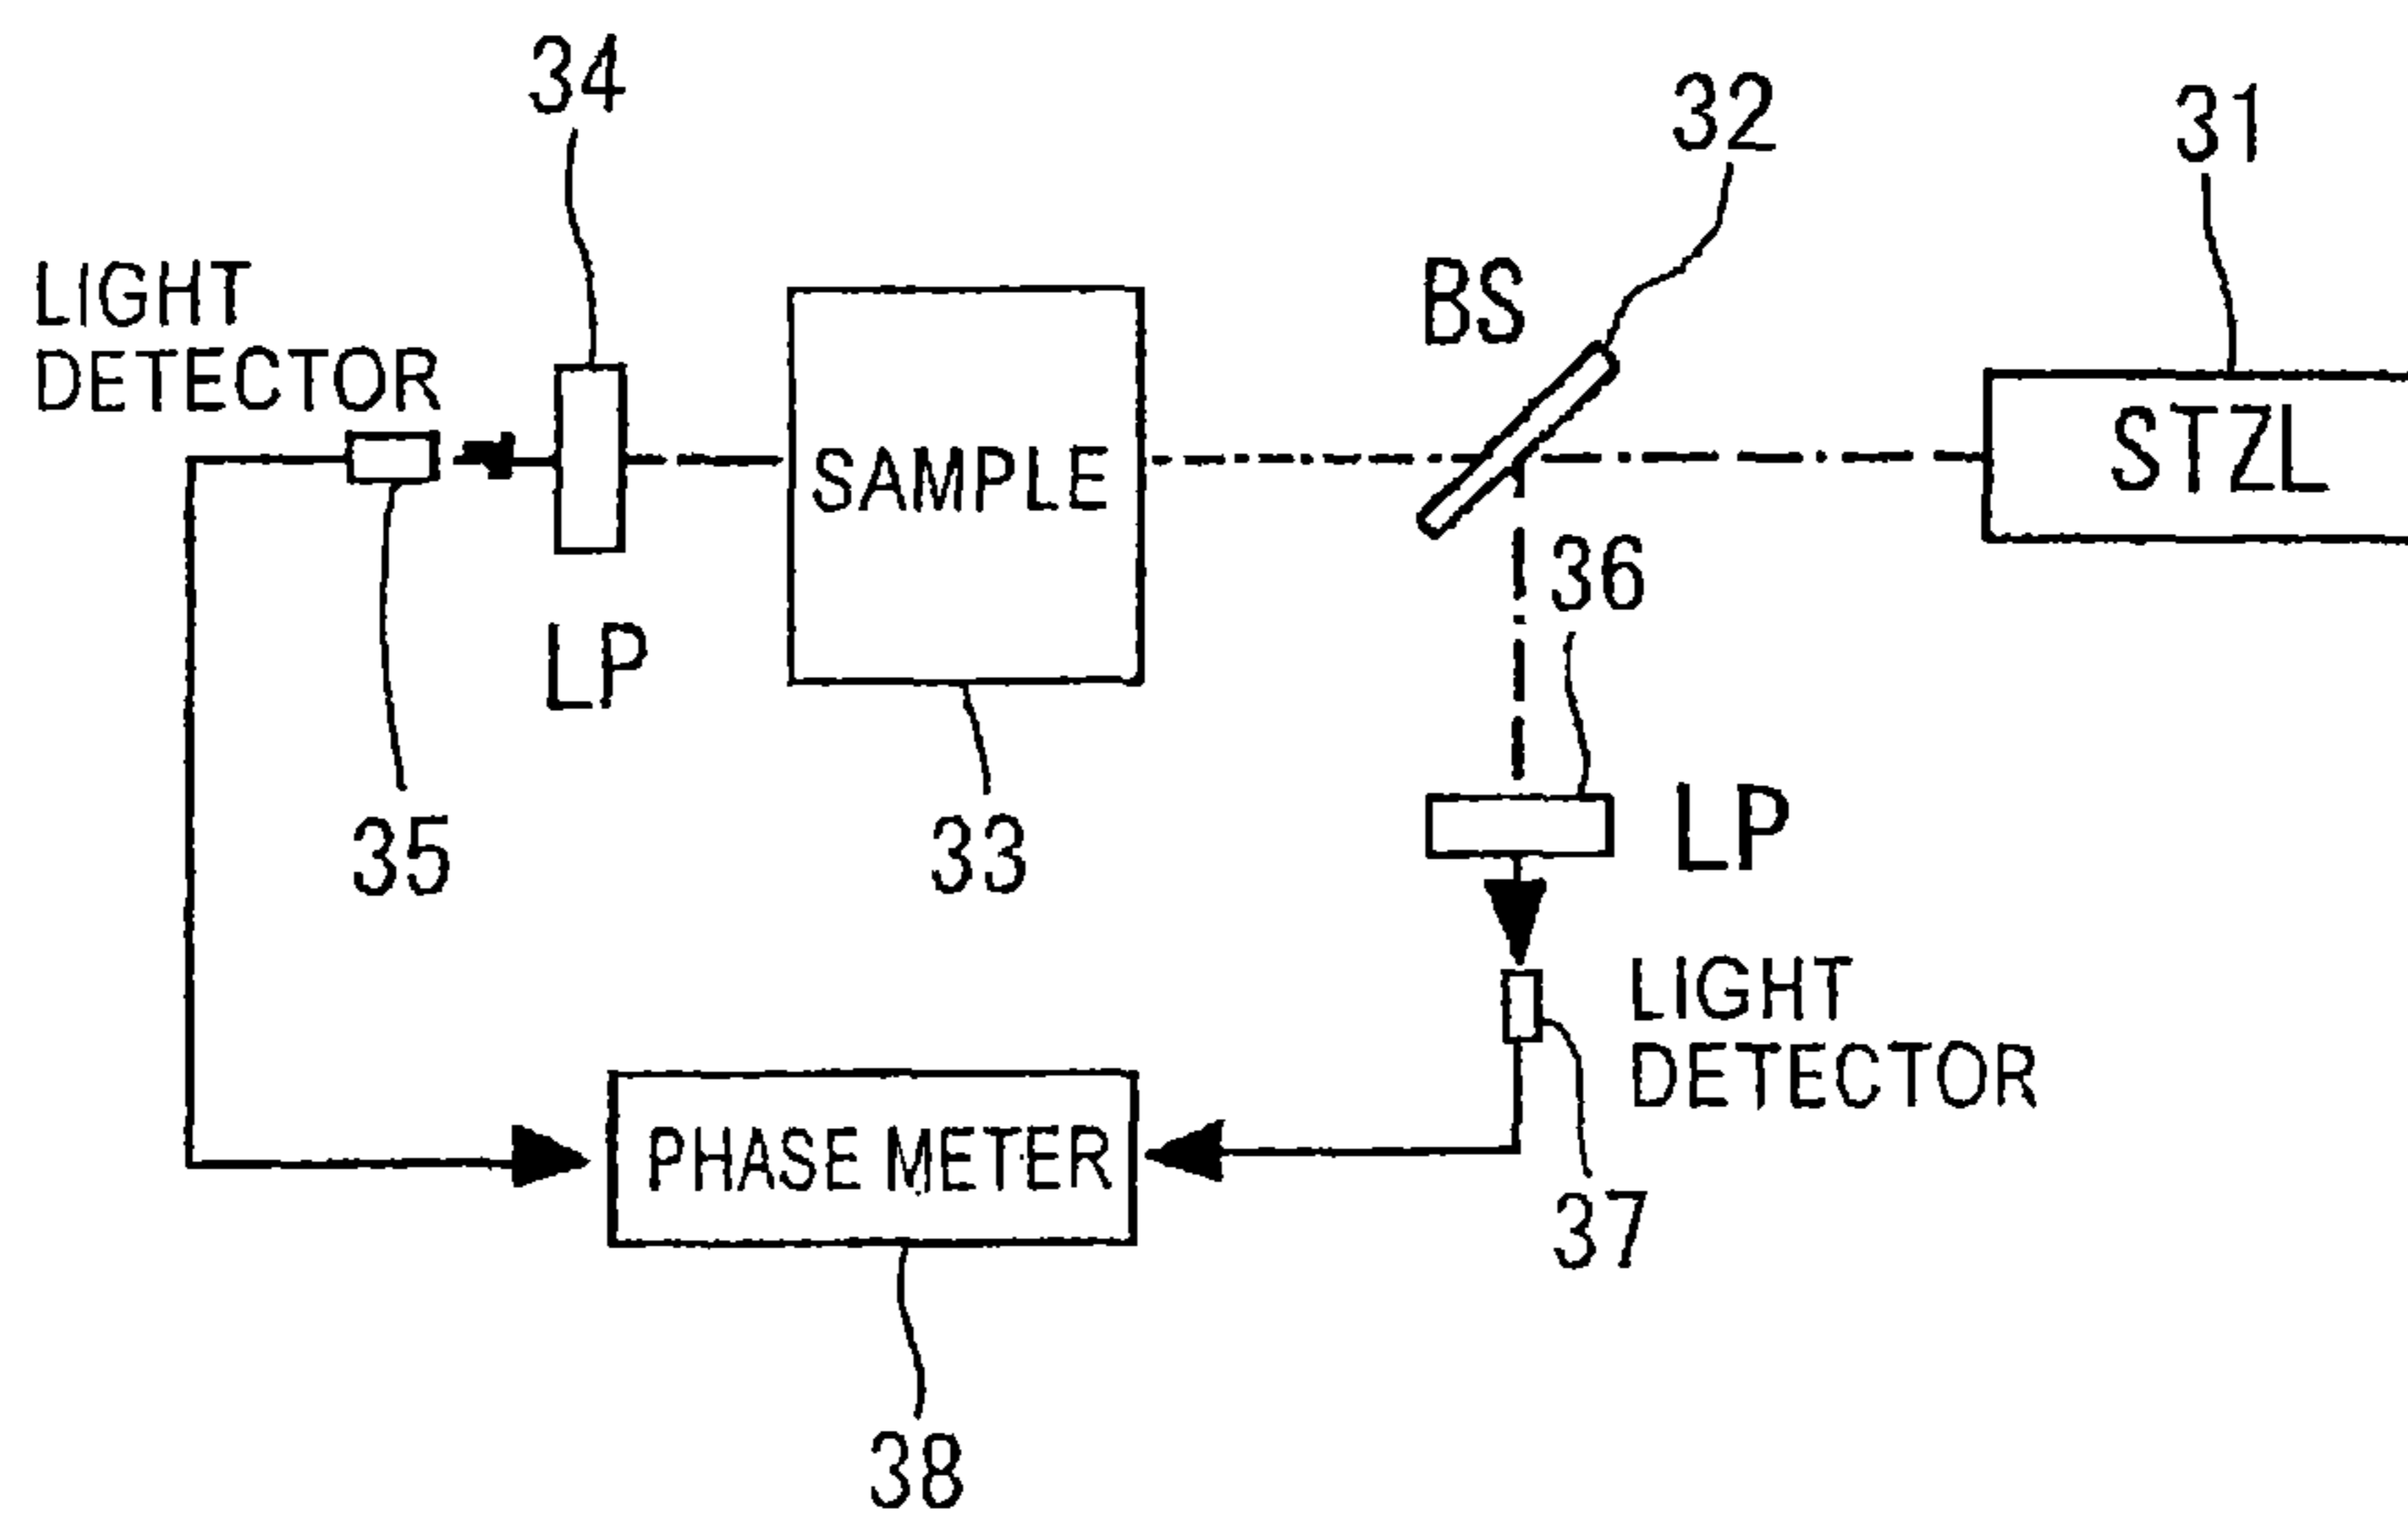 34
32
31
LIGHT
DETECTOR
BS
STZL
SAMPLE
36
LP
35
33
LP
LIGHT
DETECTOR
PHASE METER
37
38